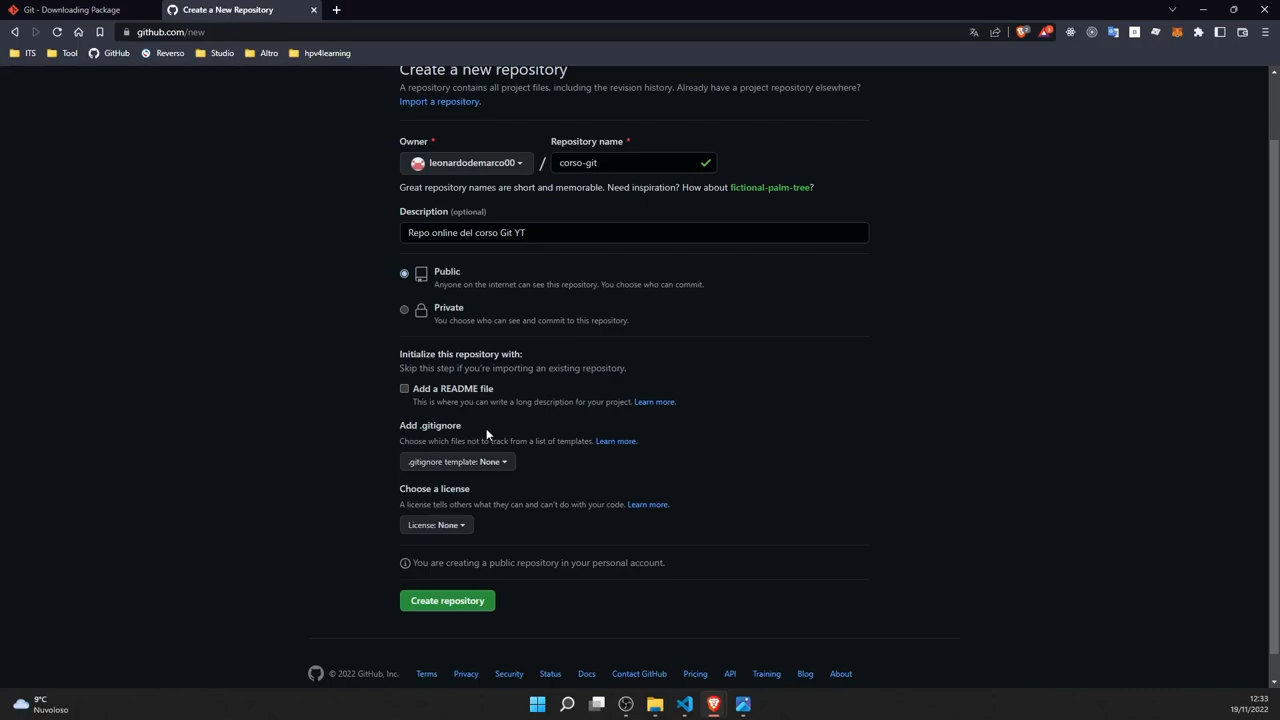 Git - Downloading Package
Create a New Repository
github.com/new
ITS
Tool
GitHub
Reverso
Studio
Altro
hpv4learning
Create a new repository
A repository contains all project files, including the revision history. Already have a project repository elsewhere?
Import a repository.
Owner *
Repository name *
leonardodemarco00
/
corso-git
Great repository names are short and memorable. Need inspiration? How about fictional-palm-tree?
Description (optional)
Repo online del corso Git YT
Public
Anyone on the internet can see this repository. You choose who can commit.
Private
You choose who can see and commit to this repository.
Initialize this repository with:
Skip this step if you're importing an existing repository.
Add a README file
This is where you can write a long description for your project. Learn more.
Add .gitignore
Choose which files not to track from a list of templates. Learn more.
.gitignore template: None
Choose a license
A license tells others what they can and can't do with your code. Learn more.
License: None
You are creating a public repository in your personal account.
Create repository
© 2022 GitHub, Inc.
Terms
Privacy
Security
Status
Docs
Contact GitHub
Pricing
API
Training
Blog
About
9°C
Nuvoloso
12:33
19/11/2022